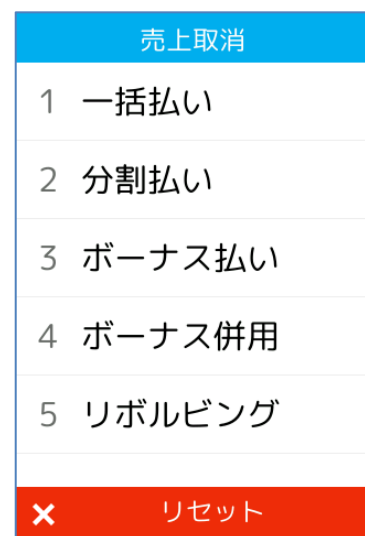 売上取消
1 一括払い
2 分割払い
3 ボーナス払い
4 ボーナス併用
5 リボルビング
× リセット